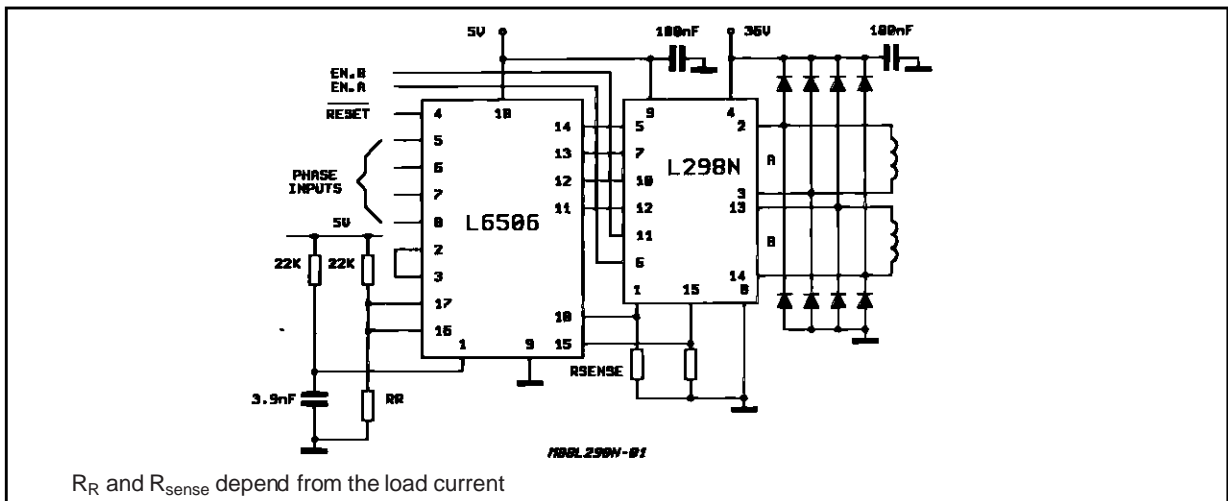 5V
100nF
36V
100nF
EN.B
EN.A
RESET
4
10
9
4
5
14
5
2
PHASE
INPUTS
6
13
7
L298N
A
7
12
10
3
8
L6506
11
12
13
5V
11
B
22K
22K
2
6
14
3
1
15
8
17
18
16
1
9
15
RSENSE
3.9nF
RR
M80L298N-01
RR and Rsense depend from the load current